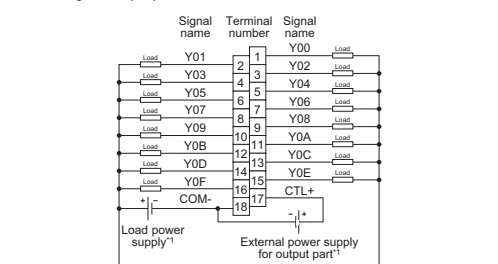 Signal name Terminal number Signal name
Y00 Load
1
Load Y01
2
Y02 Load
3
Load Y03
4
Y04 Load
5
Load Y05
6
Y06 Load
7
Load Y07
8
Y08 Load
9
Load Y09
10
Y0A Load
11
Load Y0B
12
Y0C Load
13
Load Y0D
14
Y0E Load
15
Load Y0F
16
CTL+
17
COM-
18
+ −
− +
Load power
supply*1
External power supply
for output part*1